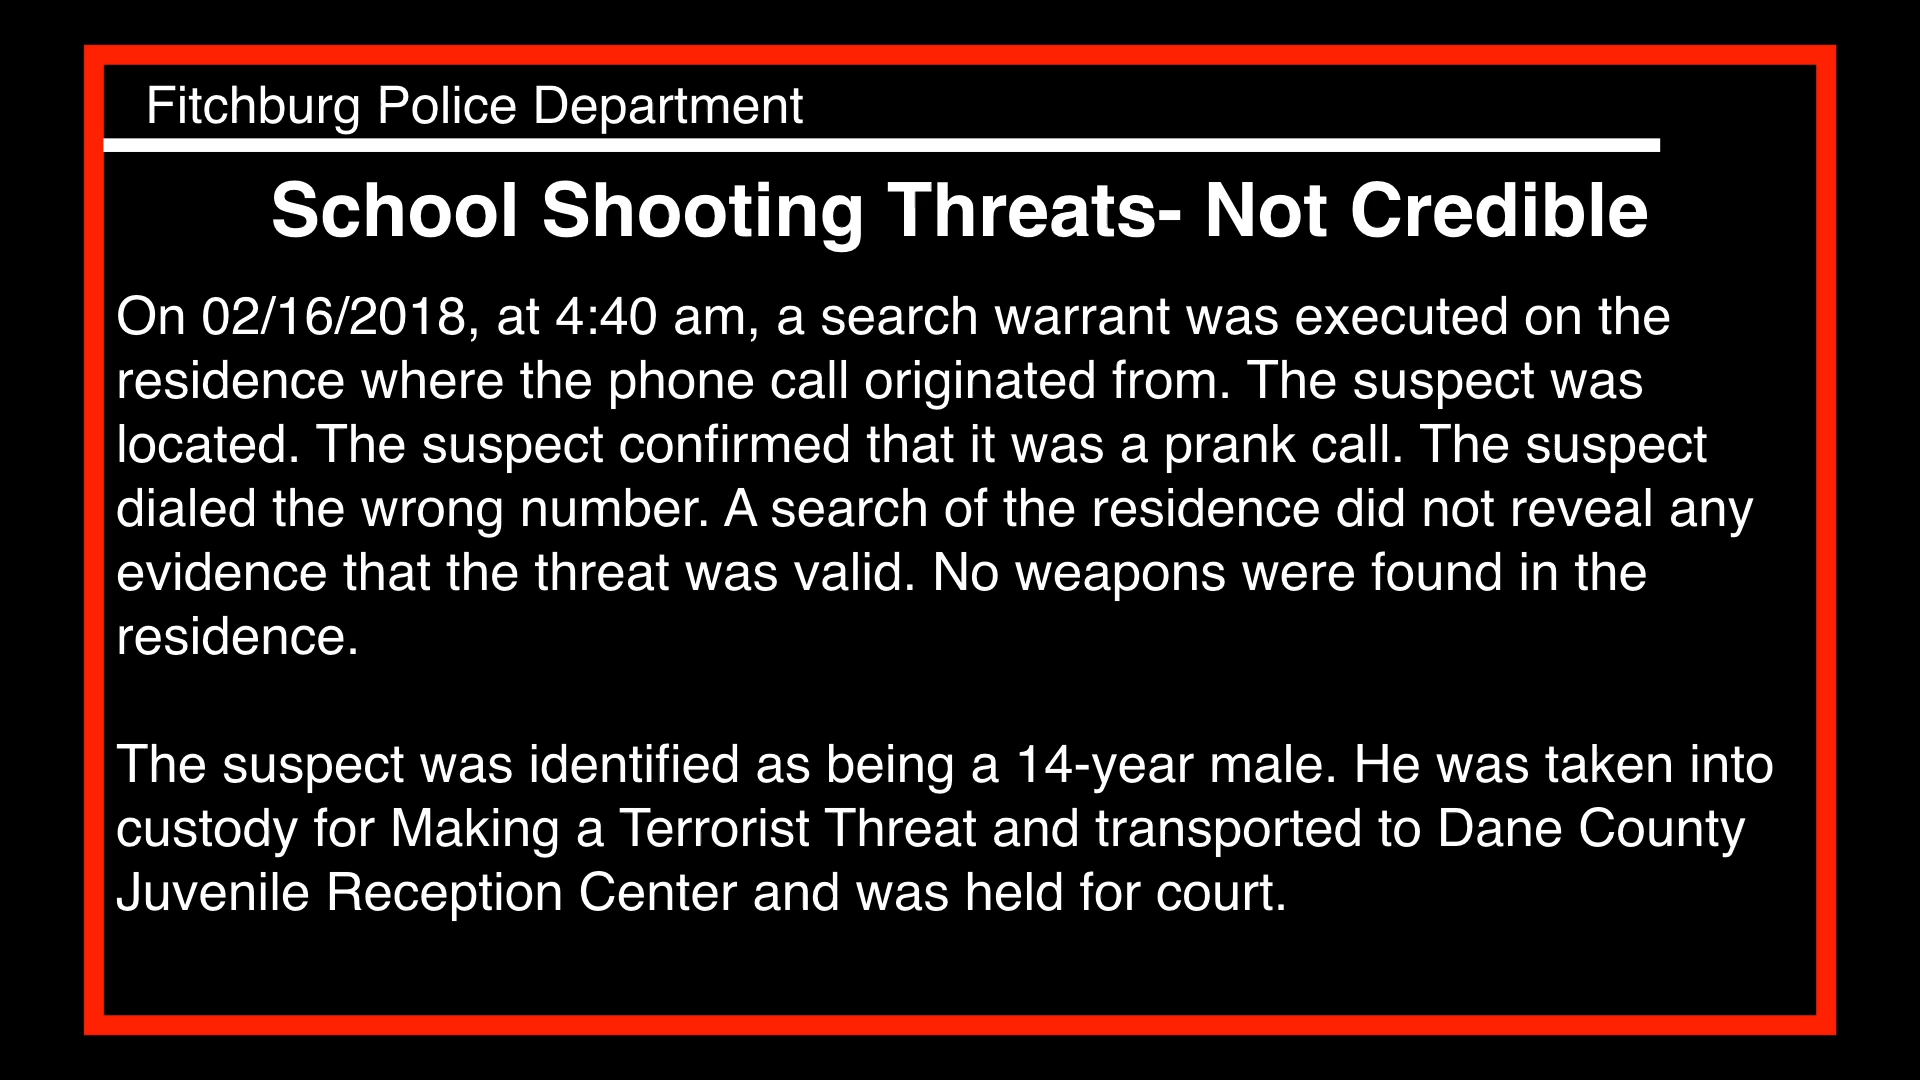 Fitchburg Police Department
School Shooting Threats- Not Credible
On 02/16/2018, at 4:40 am, a search warrant was executed on the
residence where the phone call originated from. The suspect was
located. The suspect confirmed that it was a prank call. The suspect
dialed the wrong number. A search of the residence did not reveal any
evidence that the threat was valid. No weapons were found in the
residence.
The suspect was identified as being a 14-year male. He was taken into
custody for Making a Terrorist Threat and transported to Dane County
Juvenile Reception Center and was held for court.